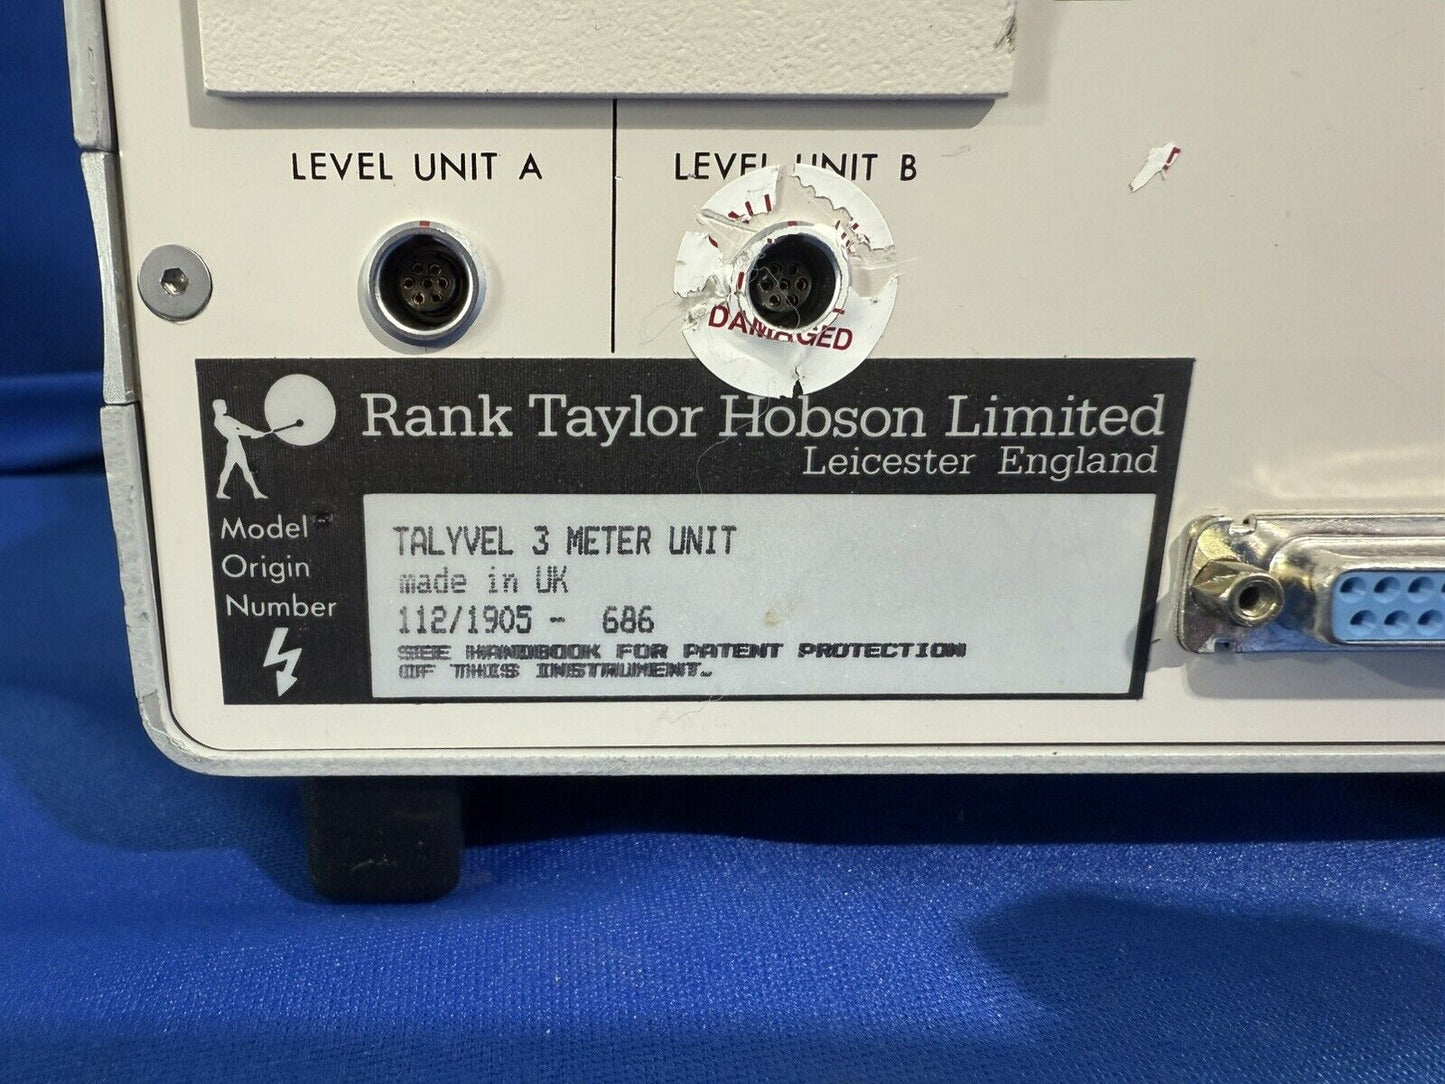 LEVEL UNIT A
LEVEL UNIT B
DAMAGED
Rank Taylor Hobson Limited
Leicester England
Model
Origin
Number
TALYVEL 3 METER UNIT
made in UK
112/1905 - 686
SEE HANDBOOK FOR PATENT PROTECTION
OF THIS INSTRUMENT.